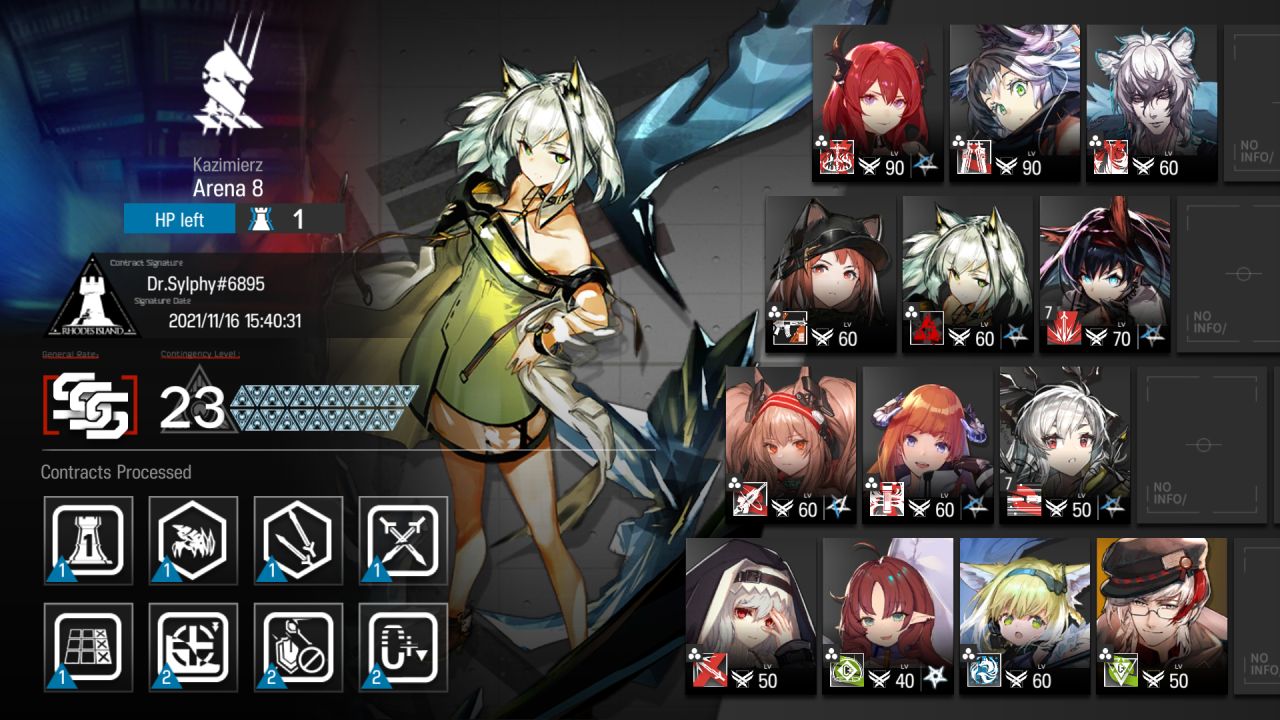 Kazimierz
Arena 8
HP left 1
Contract Signature
Dr.Sylphy#6895
Signature Date
2021/11/16 15:40:31
RHODES ISLAND
General Rate:
Contingency Level :
SSS
23
Contracts Processed
1
1
1
1
1
1
2
2
2
LV
90
LV
90
LV
60
NO
INFO/
LV
60
LV
60
7
LV
70
NO
INFO/
LV
60
LV
60
7
LV
50
NO
INFO/
LV
50
LV
40
LV
60
LV
50
NO
INFO